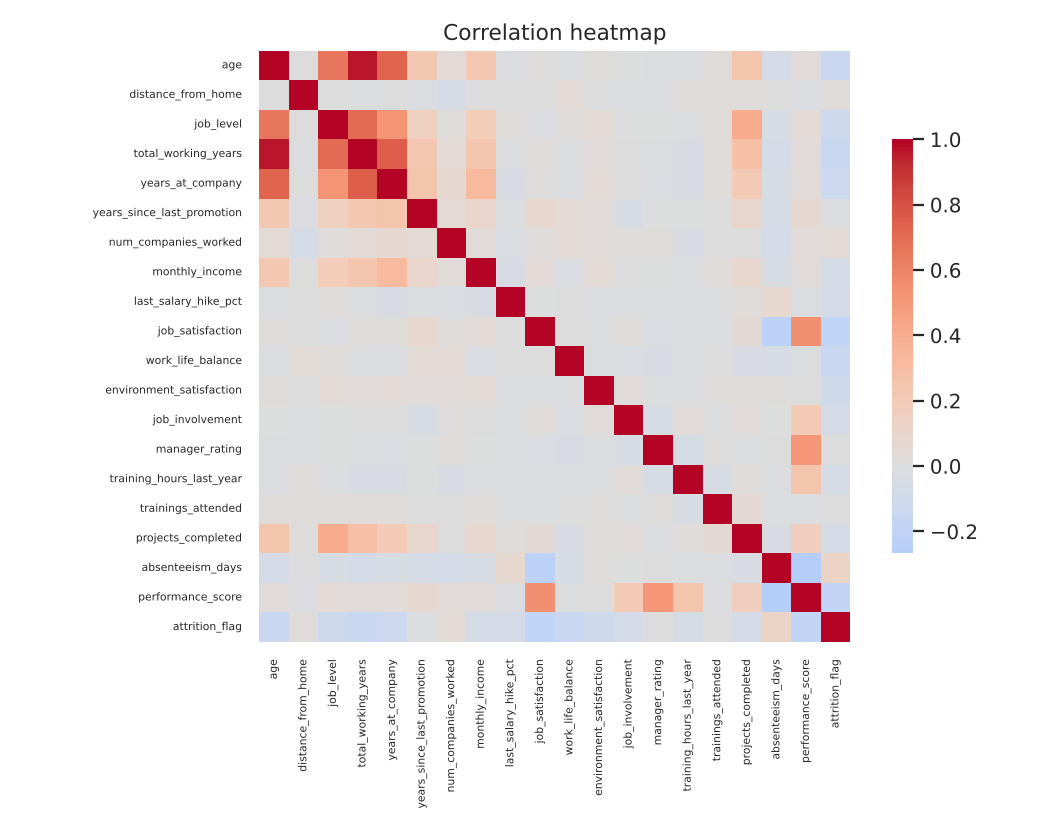 Correlation heatmap
age
distance_from_home
job_level
total_working_years
years_at_company
years_since_last_promotion
num_companies_worked
monthly_income
last_salary_hike_pct
job_satisfaction
work_life_balance
environment_satisfaction
job_involvement
manager_rating
training_hours_last_year
trainings_attended
projects_completed
absenteeism_days
performance_score
attrition_flag
age
distance_from_home
job_level
total_working_years
years_at_company
years_since_last_promotion
num_companies_worked
monthly_income
last_salary_hike_pct
job_satisfaction
work_life_balance
environment_satisfaction
job_involvement
manager_rating
training_hours_last_year
trainings_attended
projects_completed
absenteeism_days
performance_score
attrition_flag
1.0
0.8
0.6
0.4
0.2
0.0
−0.2